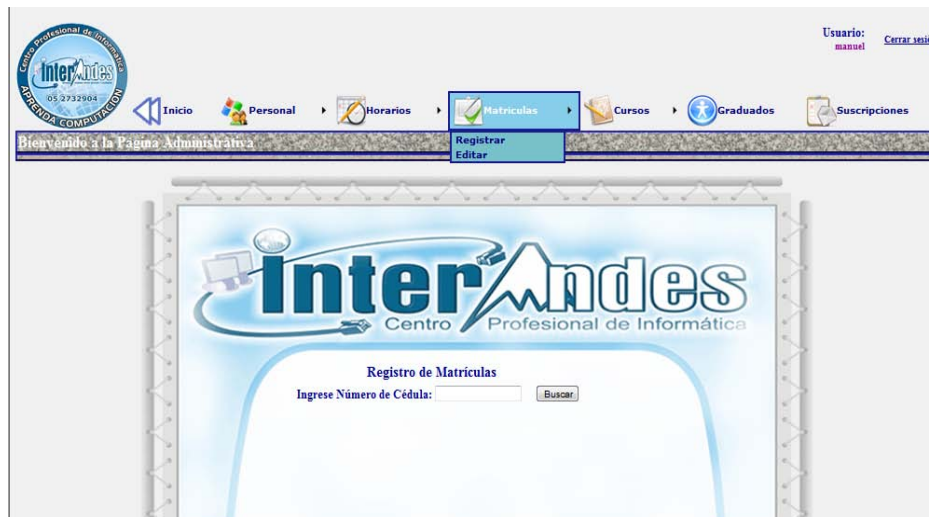 Centro Profesional de Informatica
InterAndes
05 2732904
APRENDA COMPUTACIÓN
Usuario:
manuel
Cerrar sesi
Inicio
Personal
Horarios
Matriculas
Cursos
Graduados
Suscripciones
Bienvenido a la Página Administrativa
Registrar
Editar
InterAndes
Centro Profesional de Informática
Registro de Matrículas
Ingrese Número de Cédula:
Buscar